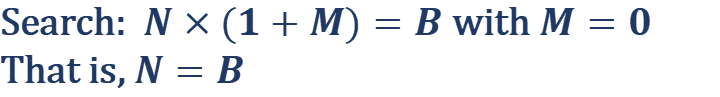 Search: N × (1 + M) = B with M = 0
That is, N = B